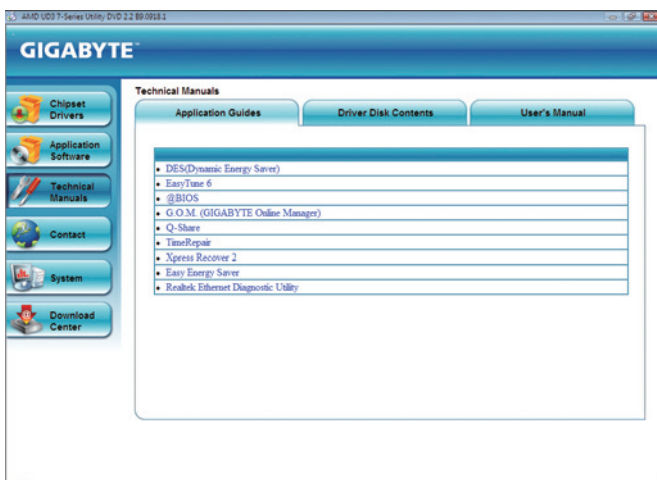 AMD UD3 7-Series Utility DVD 2.2 B9.0918.1
GIGABYTE™
Chipset
Drivers
Application
Software
Technical
Manuals
Contact
System
Download
Center
Technical Manuals
Application Guides
Driver Disk Contents
User's Manual
• DES(Dynamic Energy Saver)
• EasyTune 6
• @BIOS
• G.O.M. (GIGABYTE Online Manager)
• Q-Share
• TimeRepair
• Xpress Recover 2
• Easy Energy Saver
• Realtek Ethernet Diagnostic Utility